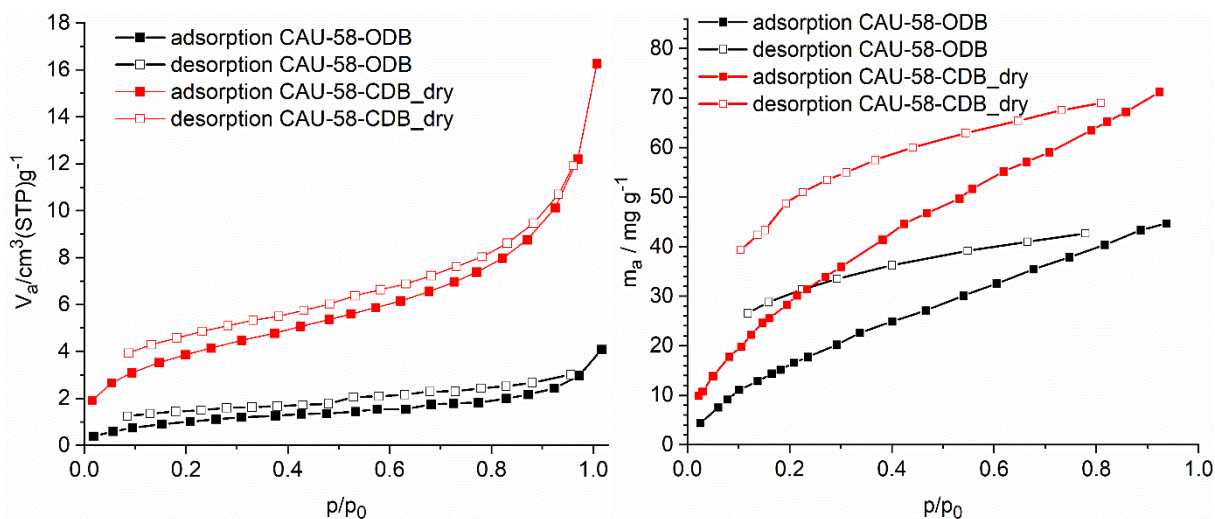 18
16
14
12
10
8
6
4
2
0
V_a/cm³(STP)g⁻¹
adsorption CAU-58-ODB
desorption CAU-58-ODB
adsorption CAU-58-CDB_dry
desorption CAU-58-CDB_dry
0.0 0.2 0.4 0.6 0.8 1.0
p/p₀
80
70
60
50
40
30
20
10
0
m_a / mg g⁻¹
adsorption CAU-58-ODB
desorption CAU-58-ODB
adsorption CAU-58-CDB_dry
desorption CAU-58-CDB_dry
0.0 0.2 0.4 0.6 0.8 1.0
p/p₀